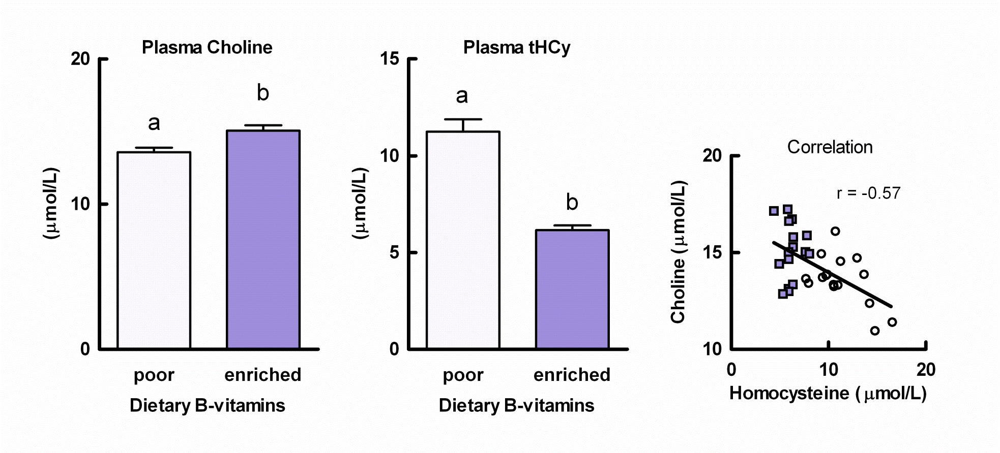 Plasma Choline
20
10
0
(μmol/L)
a
b
poor
enriched
Dietary B-vitamins
Plasma tHCy
15
10
5
0
(μmol/L)
a
b
poor
enriched
Dietary B-vitamins
Correlation
r = -0.57
20
15
10
Choline (μmol/L)
0
10
20
Homocysteine (μmol/L)